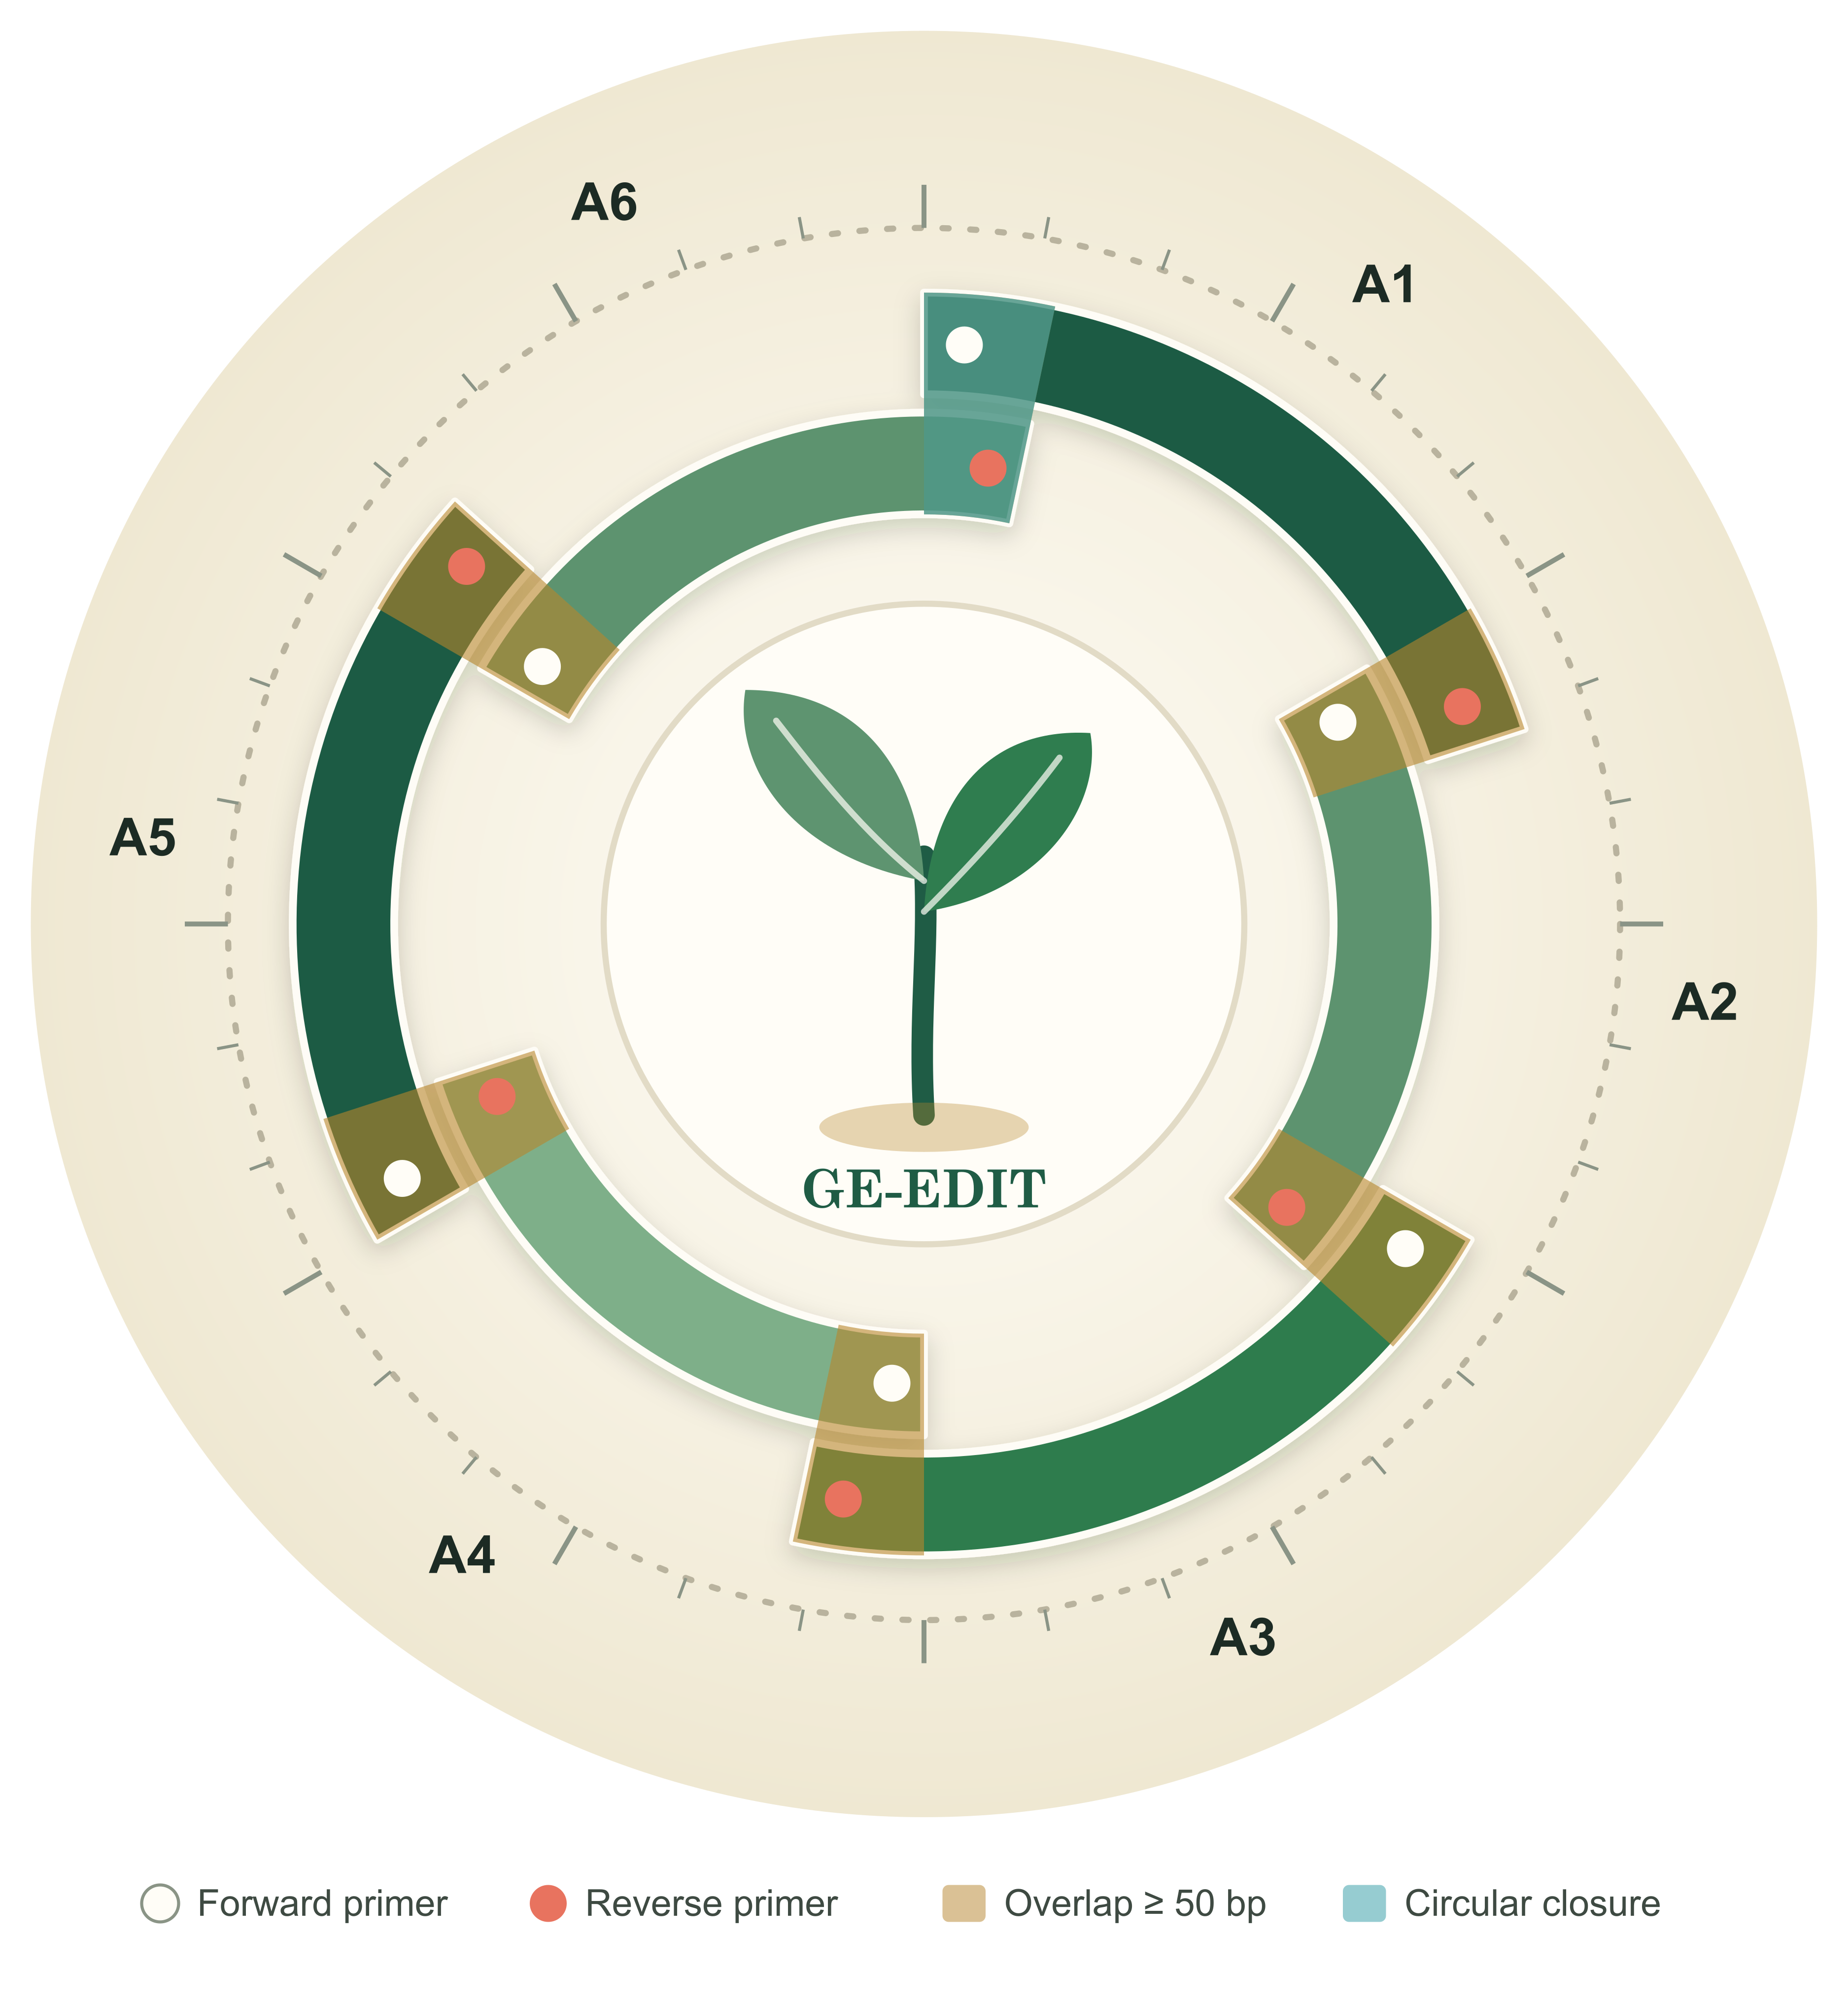 A6
A1
A5
A2
GE-EDIT
A4
A3
Forward primer
Reverse primer
Overlap ≥ 50 bp
Circular closure